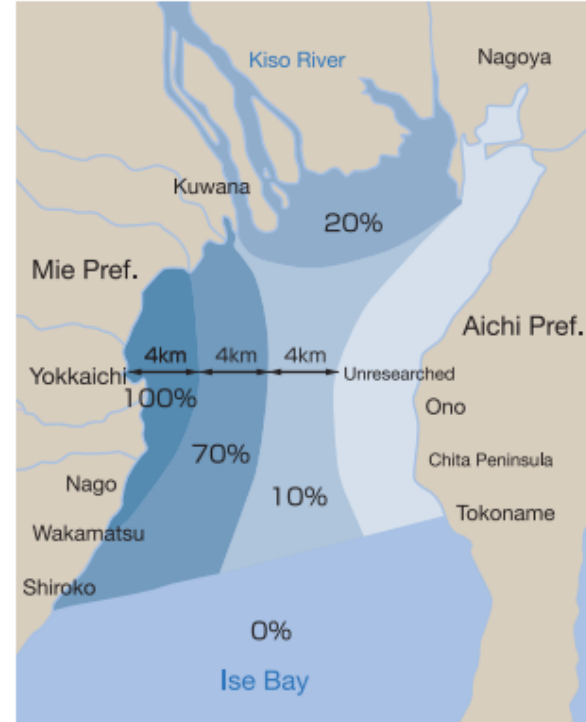 Nagoya
Kiso River
Kuwana
20%
Mie Pref.
Aichi Pref.
4km 4km 4km
Yokkaichi
Unresearched
100%
Ono
70%
Chita Peninsula
Nago
10%
Tokoname
Wakamatsu
Shiroko
0%
Ise Bay